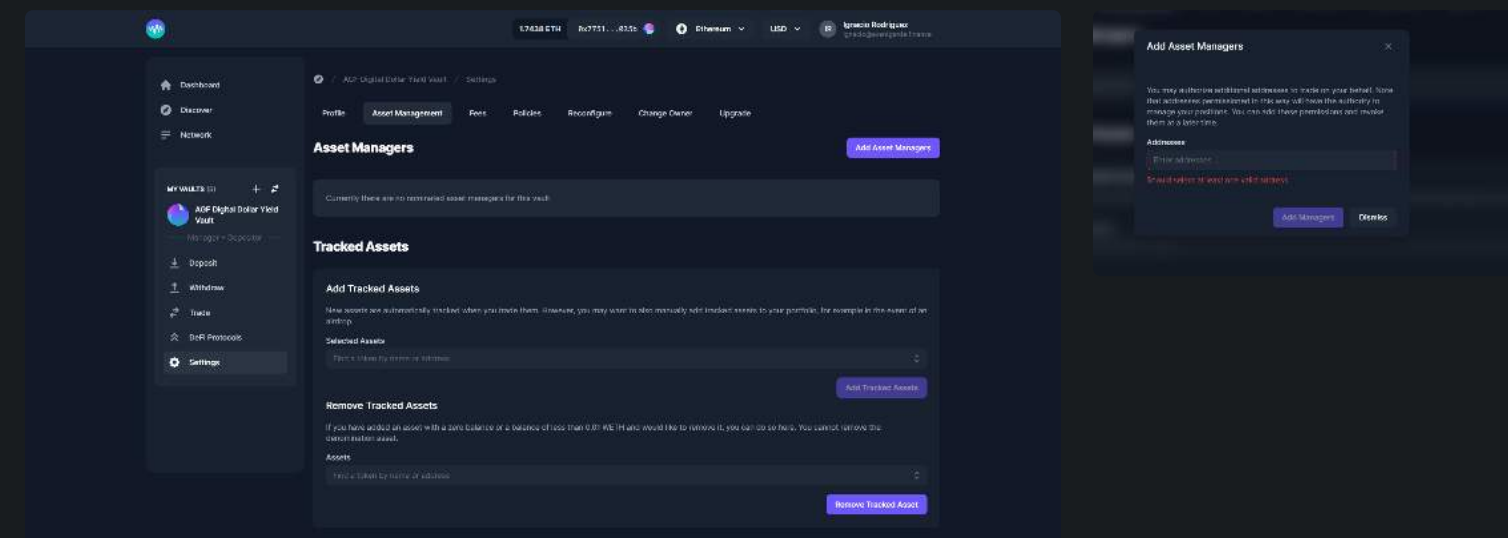 1.7438 ETH
0x7751...635b
Ethereum
USD
IR
Ignacio Rodriguez
Dashboard
Discover
Network
MY VAULTS
AGF Digital Dollar Yield
Vault
Manager • Depositor
Deposit
Withdraw
Trade
DeFi Protocols
Settings
/ AGF Digital Dollar Yield Vault / Settings
Profile
Asset Management
Fees
Policies
Reconfigure
Change Owner
Upgrade
Asset Managers
Add Asset Managers
Currently there are no nominated asset managers for this vault
Tracked Assets
Add Tracked Assets
New assets are automatically tracked when you trade them. However, you may want to also manually add tracked assets to your portfolio, for example in the event of an
airdrop.
Selected Assets
Find a token by name or address
Add Tracked Assets
Remove Tracked Assets
If you have added an asset with a zero balance or a balance of less than 0.01 WETH and would like to remove it, you can do so here. You cannot remove the
denomination asset.
Assets
Find a token by name or address
Remove Tracked Asset
Add Asset Managers
You may authorize additional addresses to trade on your behalf. Note
that addresses permissioned in this way will have the authority to
manage your positions. You can add these permissions and revoke
them at a later time.
Addresses
Enter addresses...
Should select at least one valid address.
Add Managers
Dismiss